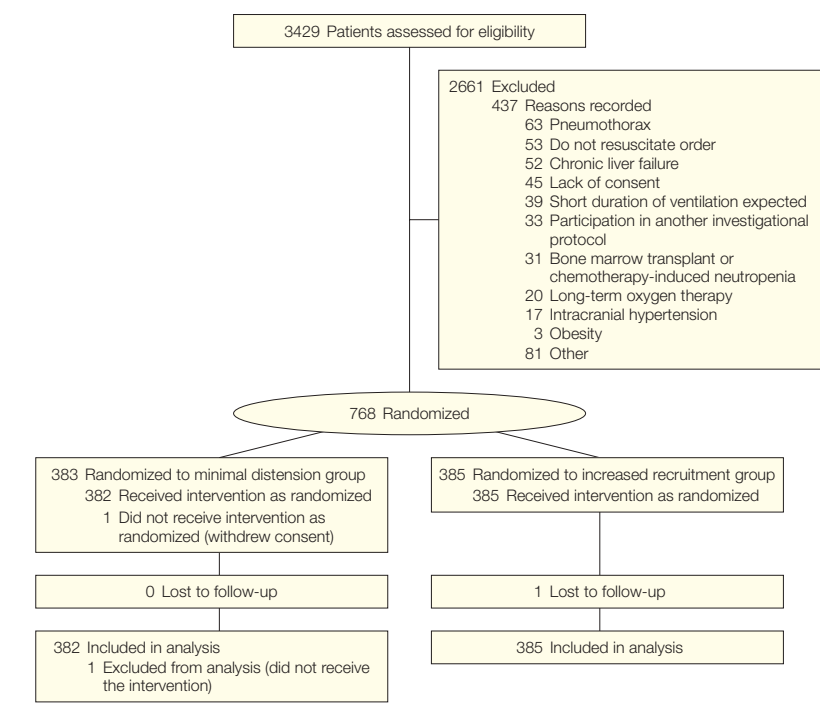 3429 Patients assessed for eligibility
2661 Excluded
437 Reasons recorded
63 Pneumothorax
53 Do not resuscitate order
52 Chronic liver failure
45 Lack of consent
39 Short duration of ventilation expected
33 Participation in another investigational
protocol
31 Bone marrow transplant or
chemotherapy-induced neutropenia
20 Long-term oxygen therapy
17 Intracranial hypertension
3 Obesity
81 Other
768 Randomized
383 Randomized to minimal distension group
382 Received intervention as randomized
1 Did not receive intervention as
randomized (withdrew consent)
385 Randomized to increased recruitment group
385 Received intervention as randomized
0 Lost to follow-up
1 Lost to follow-up
382 Included in analysis
1 Excluded from analysis (did not receive
the intervention)
385 Included in analysis